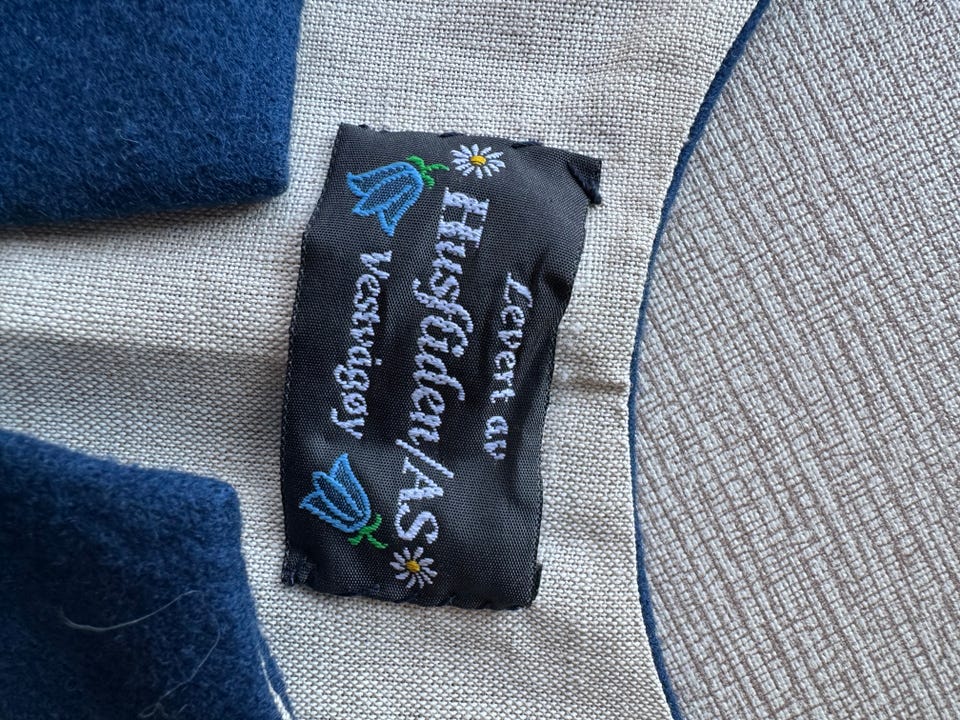 Levert av
Husfliden/AS
Vestvågøy